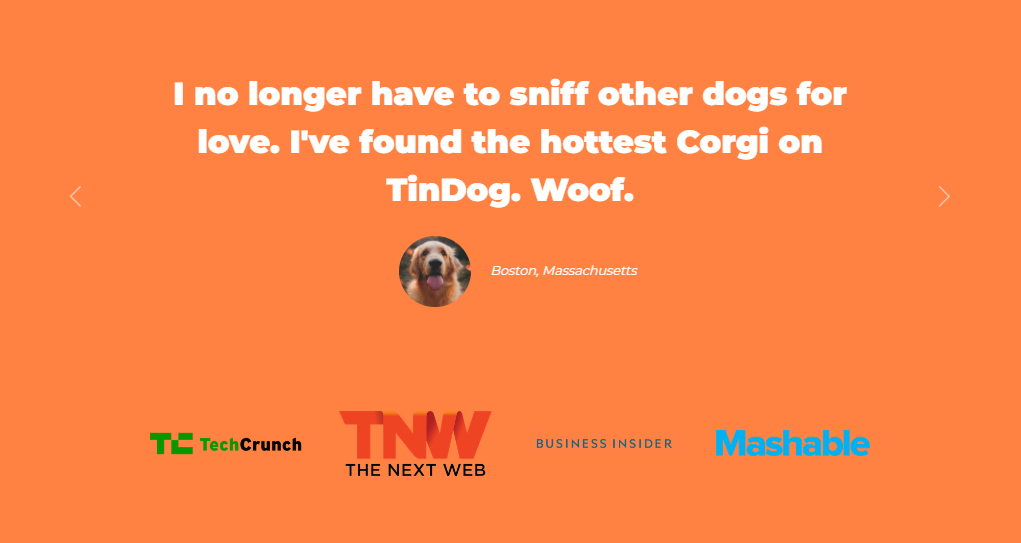 I no longer have to sniff other dogs for
love. I've found the hottest Corgi on
TinDog. Woof.
Boston, Massachusetts
TC TechCrunch
TNW
THE NEXT WEB
BUSINESS INSIDER
Mashable